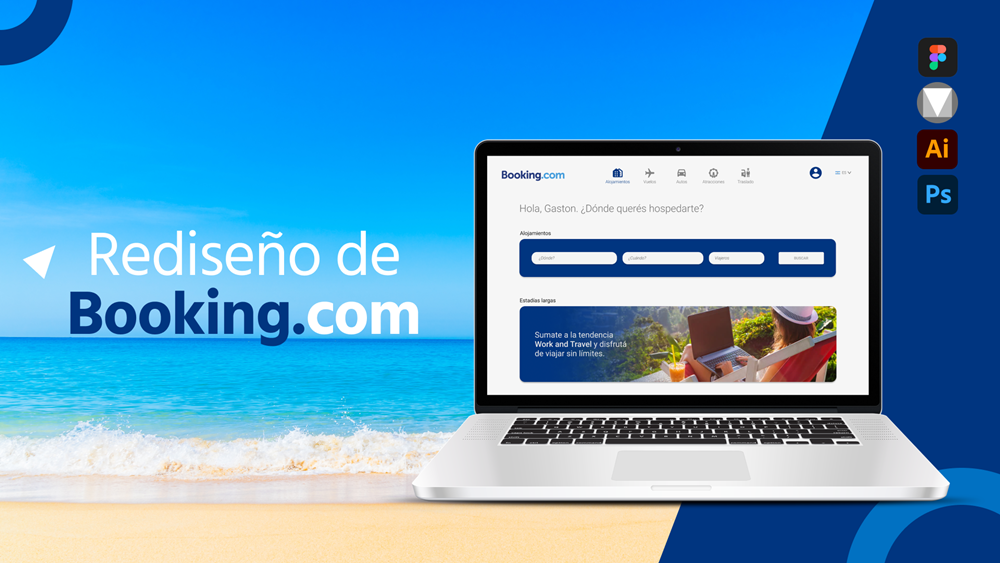 Rediseño de
Booking.com
Booking.com
Alojamientos Vuelos Autos Atracciones Traslado
ES
Hola, Gaston. ¿Dónde querés hospedarte?
Alojamientos
¿Dónde? ¿Cuándo? Viajeros
Estadías largas
Sumate a la tendencia
Work and Travel y disfrutá
de viajar sin límites.
Ai
Ps